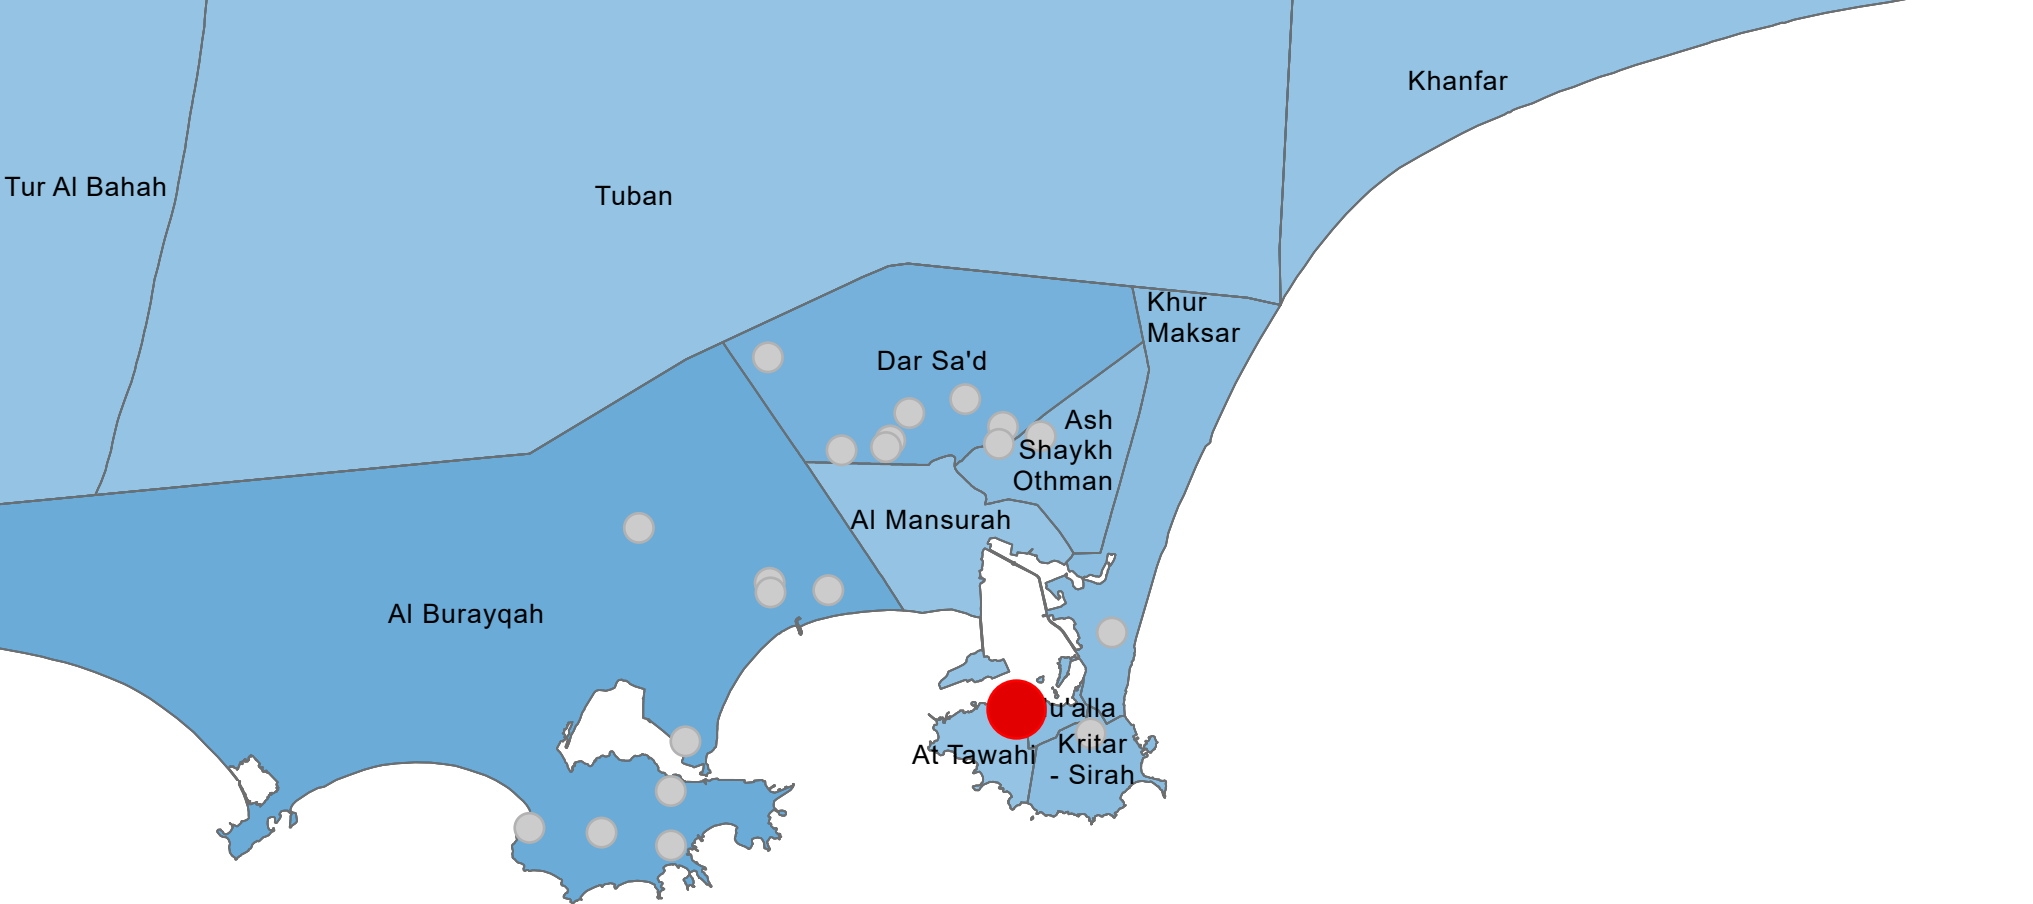 Khanfar
Tur Al Bahah
Tuban
Khur
Maksar
Dar Sa'd
Ash
Shaykh
Othman
Al Mansurah
Al Burayqah
u'alla
At Tawahi
Kritar
- Sirah